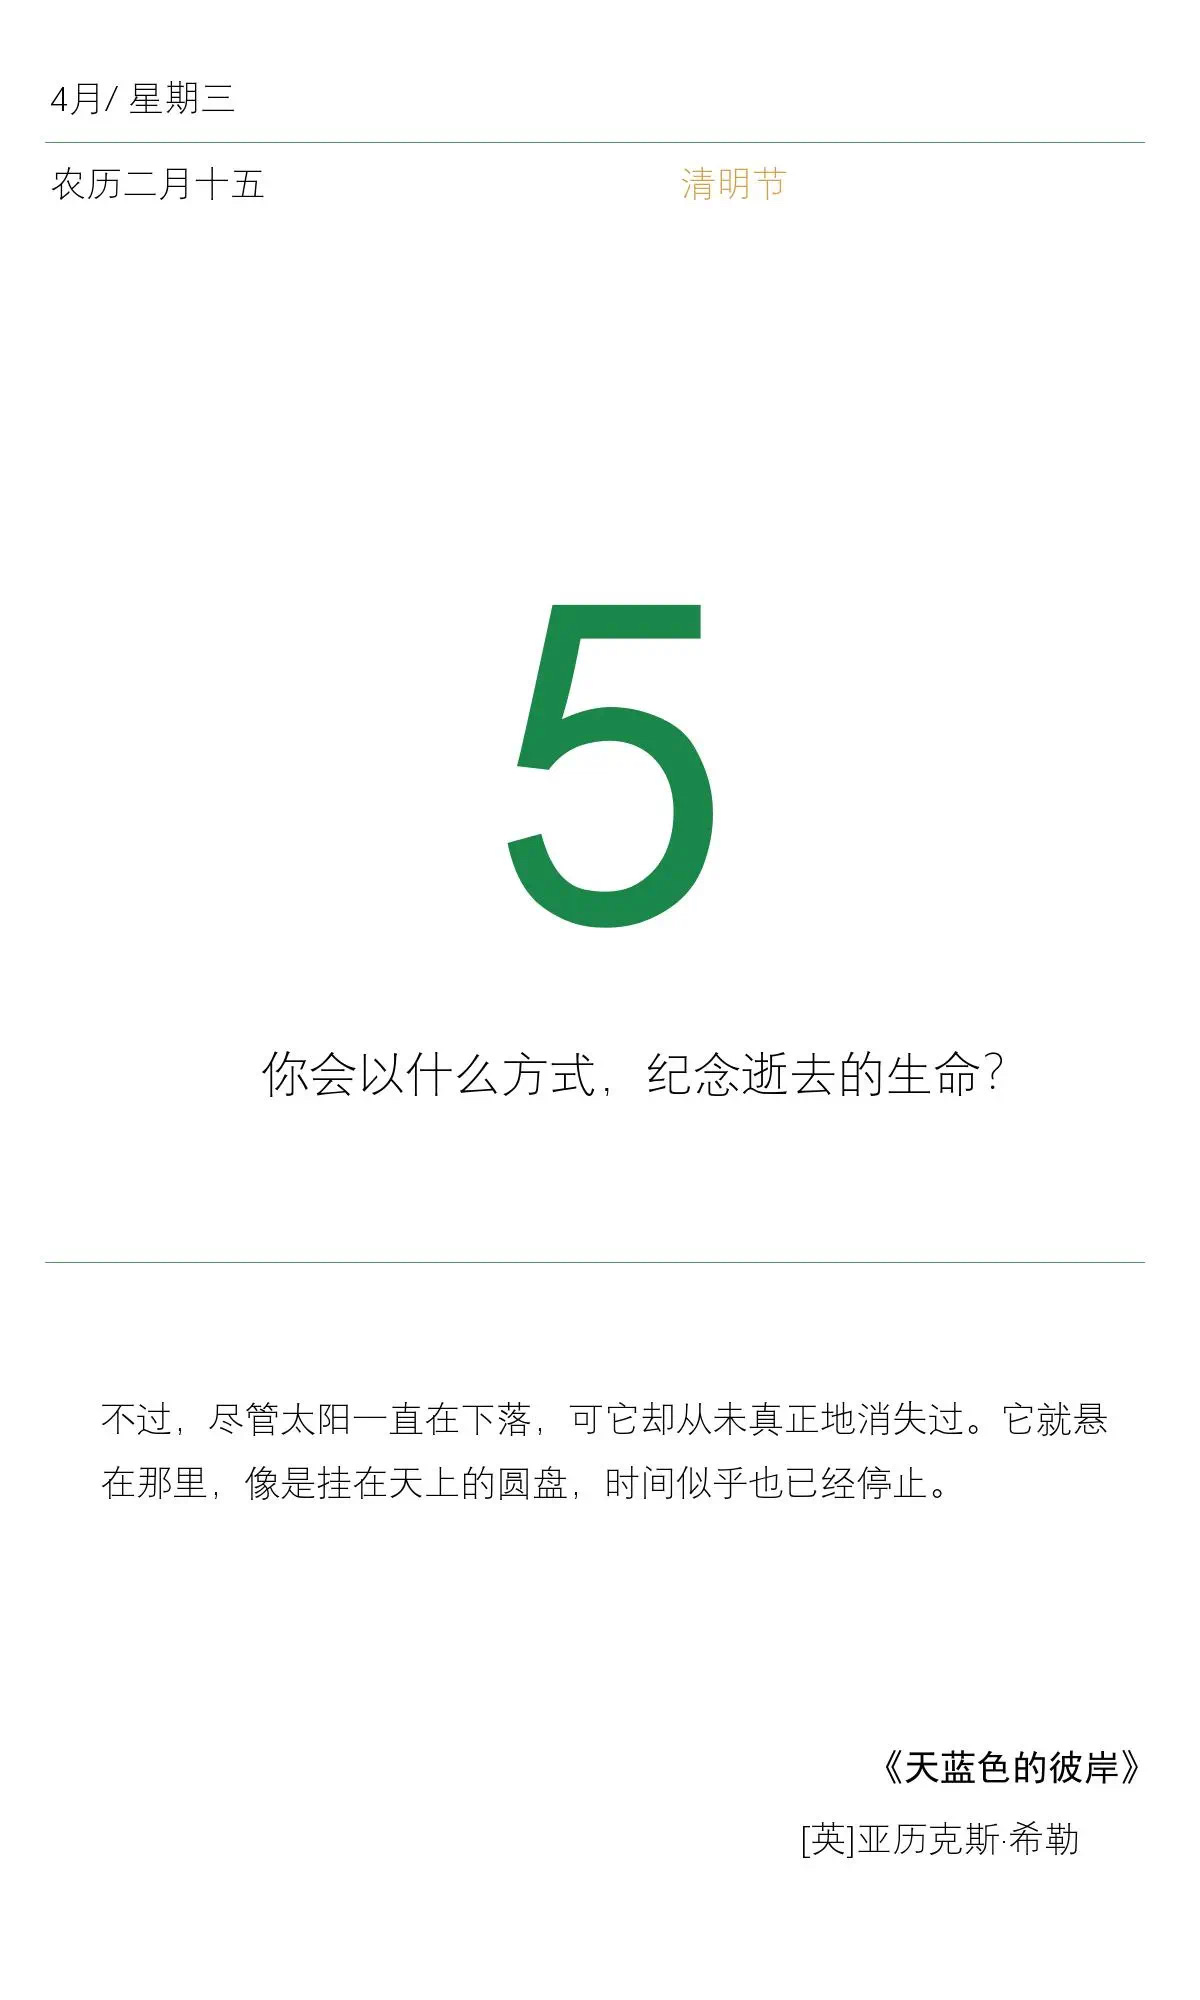 4月/ 星期三
农历二月十五
清明节
5
你会以什么方式，纪念逝去的生命？
不过，尽管太阳一直在下落，可它却从未真正地消失过。它就悬
在那里，像是挂在天上的圆盘，时间似乎也已经停止。
《天蓝色的彼岸》
[英]亚历克斯·希勒